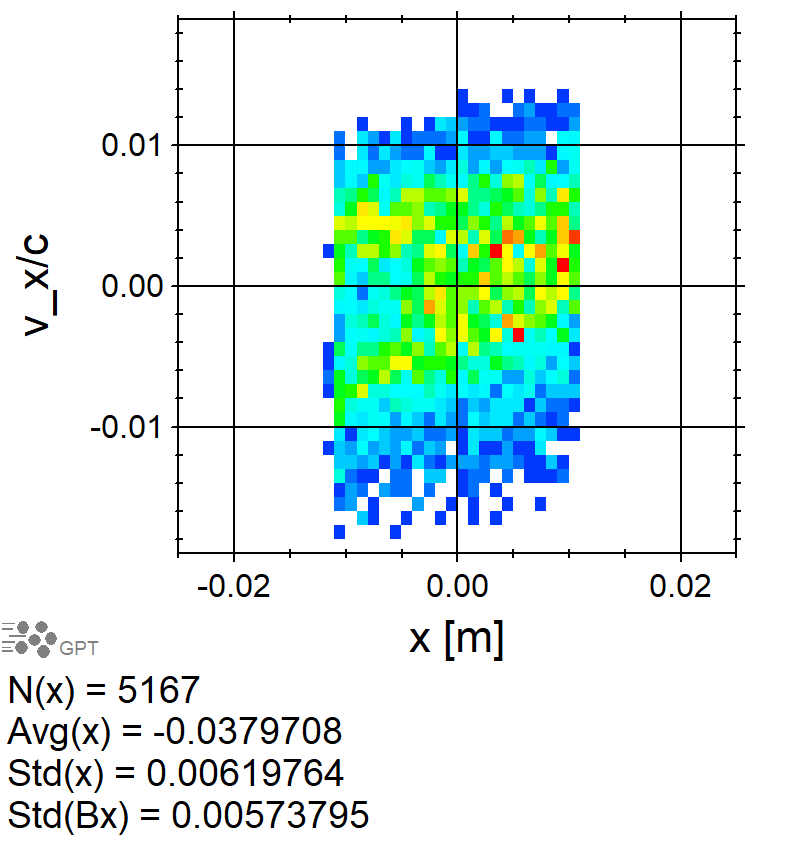 0.01
0.00
-0.01
v_x/c
-0.02 0.00 0.02
x [m]
GPT
N(x) = 5167
Avg(x) = -0.0379708
Std(x) = 0.00619764
Std(Bx) = 0.00573795